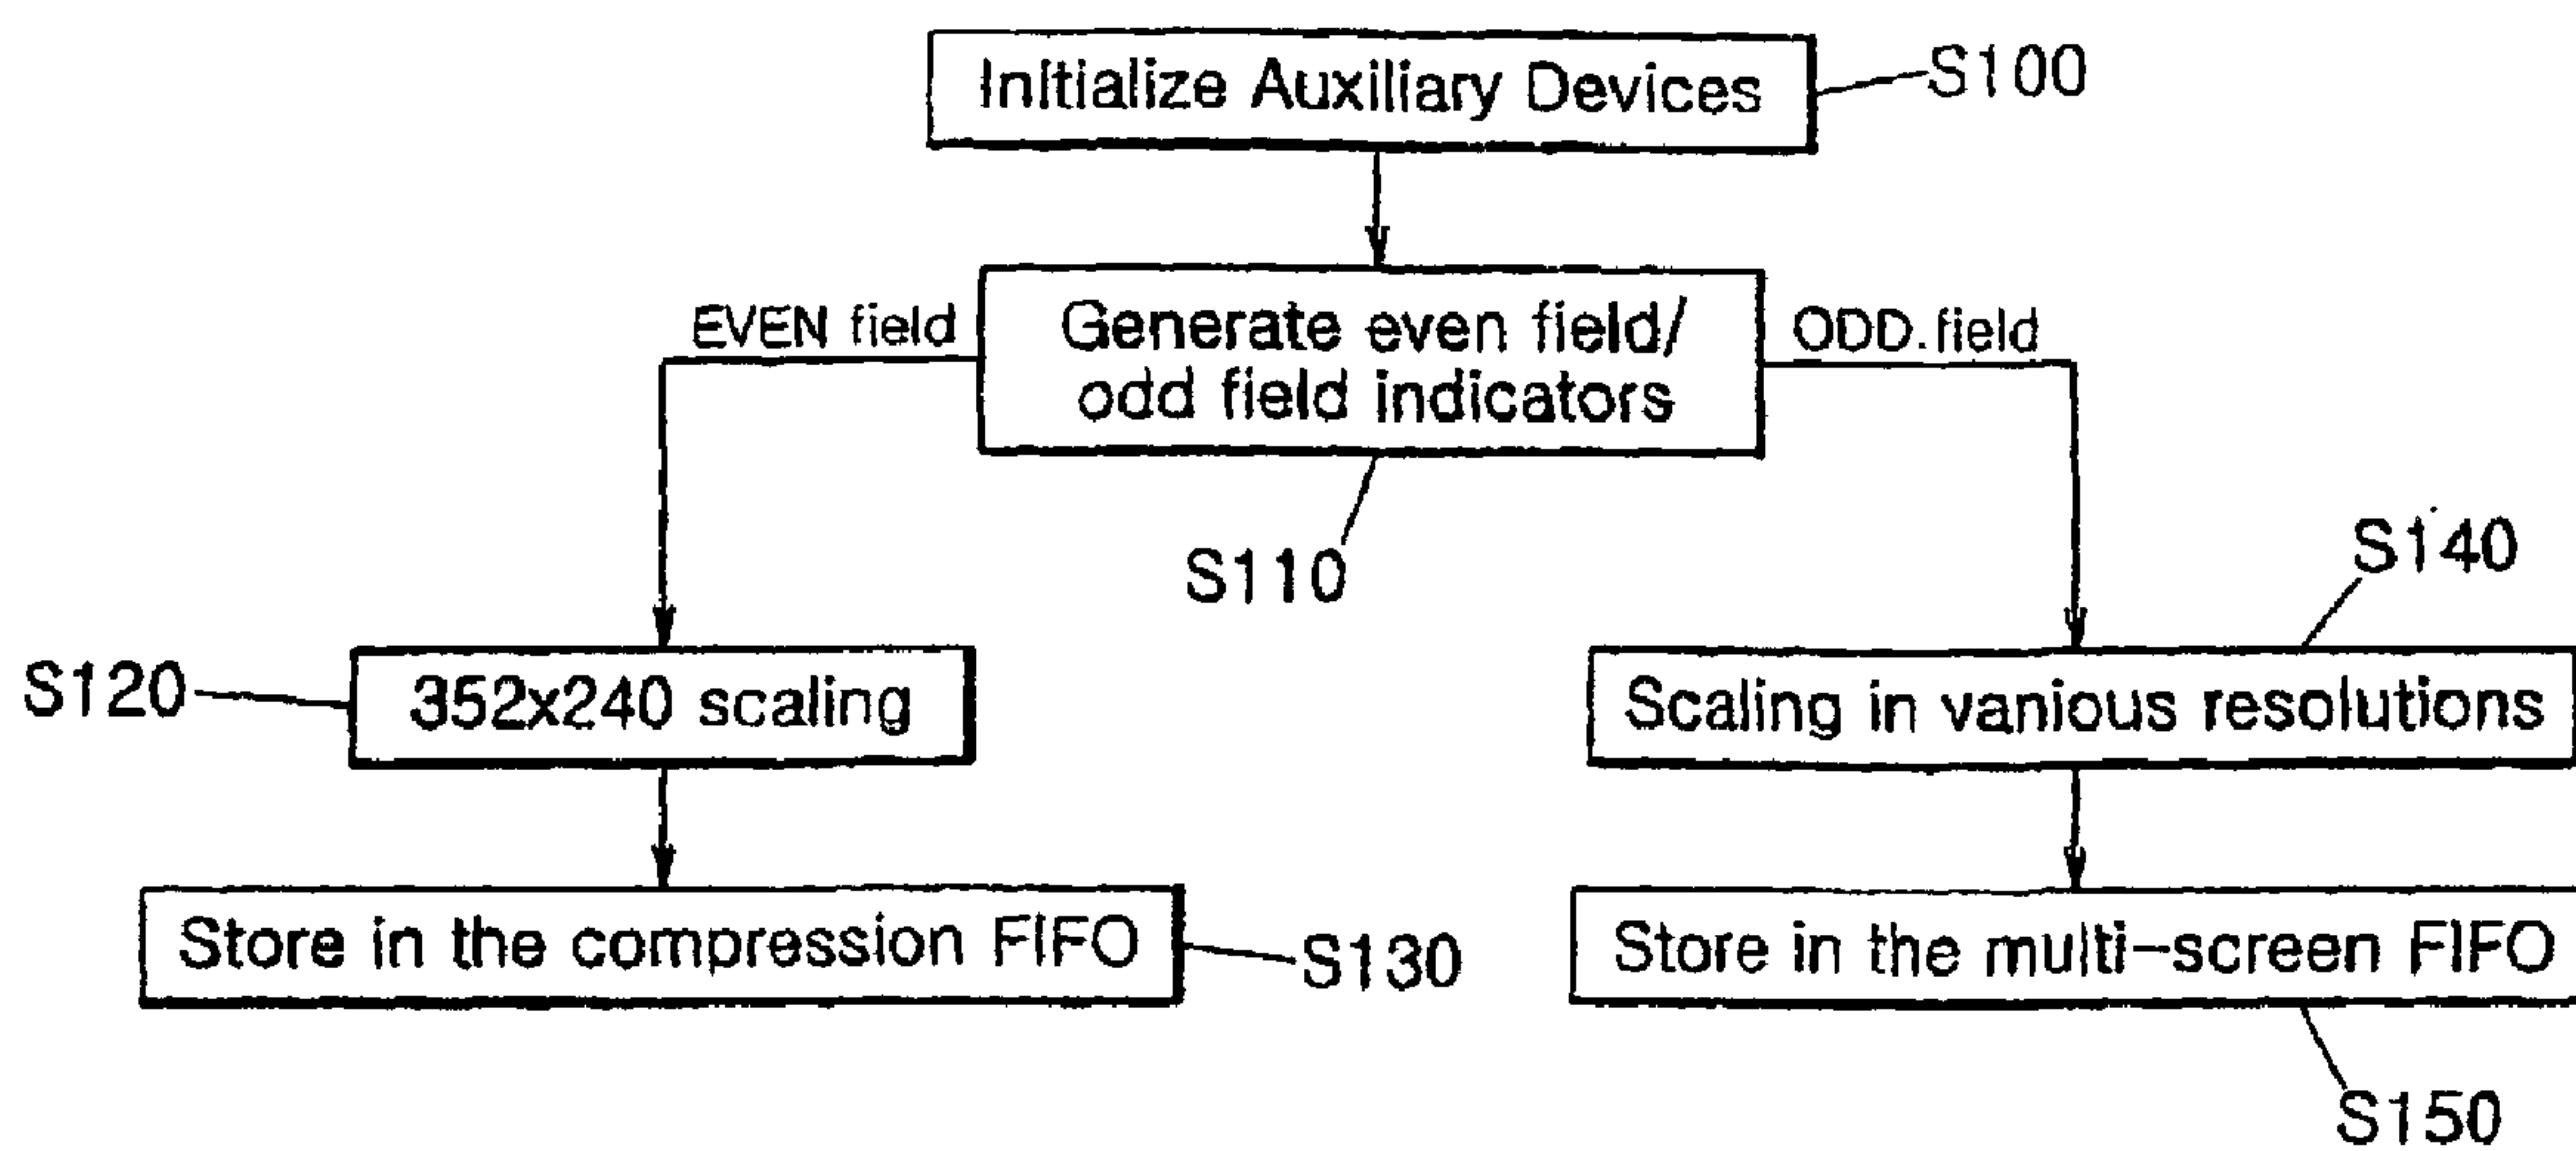 Initialize Auxiliary Devices
S100
EVEN field
Generate even field/
odd field indicators
ODD.field
S110
S140
S120
352x240 scaling
Scaling in vanious resolutions
Store in the compression FIFO
S130
Store in the multi-screen FIFO
S150